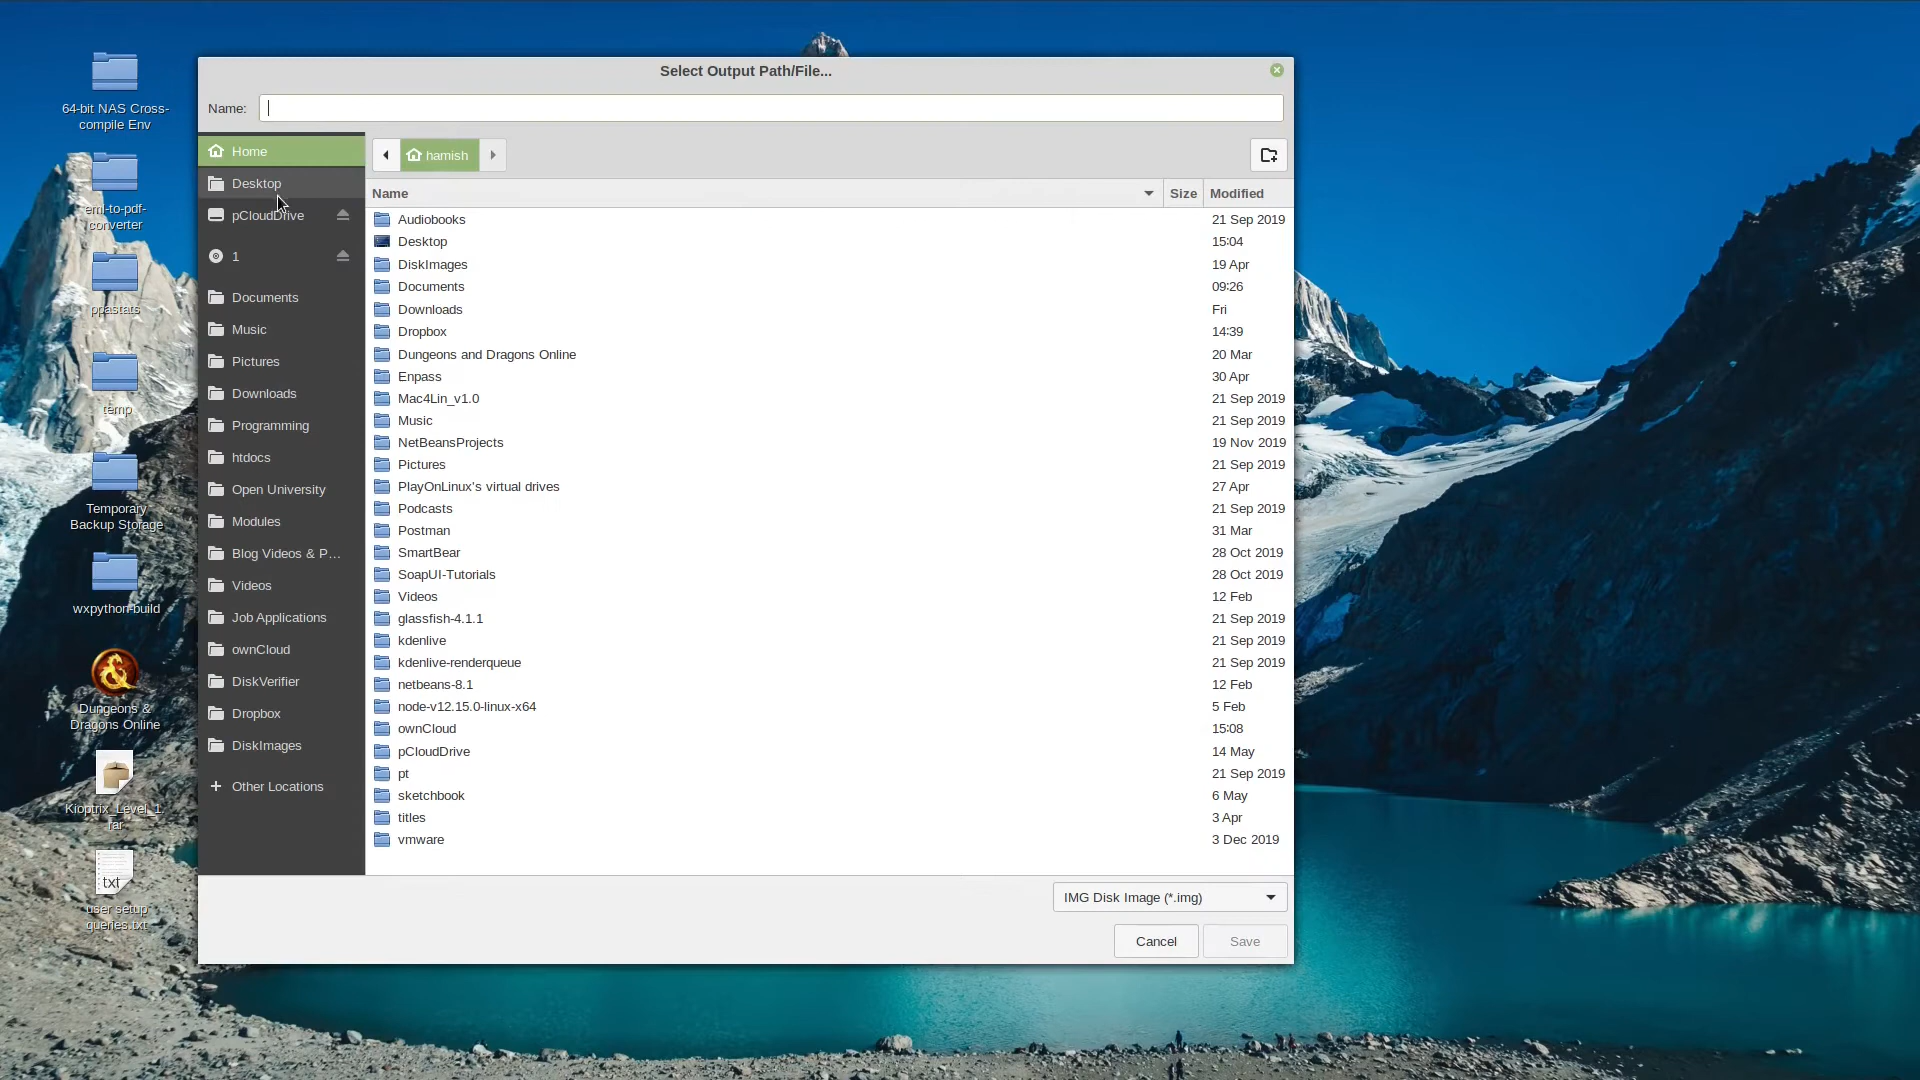 64-bit NAS Cross-
compile Env
eml-to-pdf-
converter
ppastats
temp
Temporary
Backup Storage
wxpython-build
Dungeons &
Dragons Online
Kioptrix_Level_1.
rar
txt
user setup
queries.txt
Select Output Path/File...
Name:
Home
Desktop
pCloudDrive
1
Documents
Music
Pictures
Downloads
Programming
htdocs
Open University
Modules
Blog Videos & P…
Videos
Job Applications
ownCloud
DiskVerifier
Dropbox
DiskImages
Other Locations
hamish
Name Size Modified
Audiobooks 21 Sep 2019
Desktop 15:04
DiskImages 19 Apr
Documents 09:26
Downloads Fri
Dropbox 14:39
Dungeons and Dragons Online 20 Mar
Enpass 30 Apr
Mac4Lin_v1.0 21 Sep 2019
Music 21 Sep 2019
NetBeansProjects 19 Nov 2019
Pictures 21 Sep 2019
PlayOnLinux's virtual drives 27 Apr
Podcasts 21 Sep 2019
Postman 31 Mar
SmartBear 28 Oct 2019
SoapUI-Tutorials 28 Oct 2019
Videos 12 Feb
glassfish-4.1.1 21 Sep 2019
kdenlive 21 Sep 2019
kdenlive-renderqueue 21 Sep 2019
netbeans-8.1 12 Feb
node-v12.15.0-linux-x64 5 Feb
ownCloud 15:08
pCloudDrive 14 May
pt 21 Sep 2019
sketchbook 6 May
titles 3 Apr
vmware 3 Dec 2019
IMG Disk Image (*.img)
Cancel Save